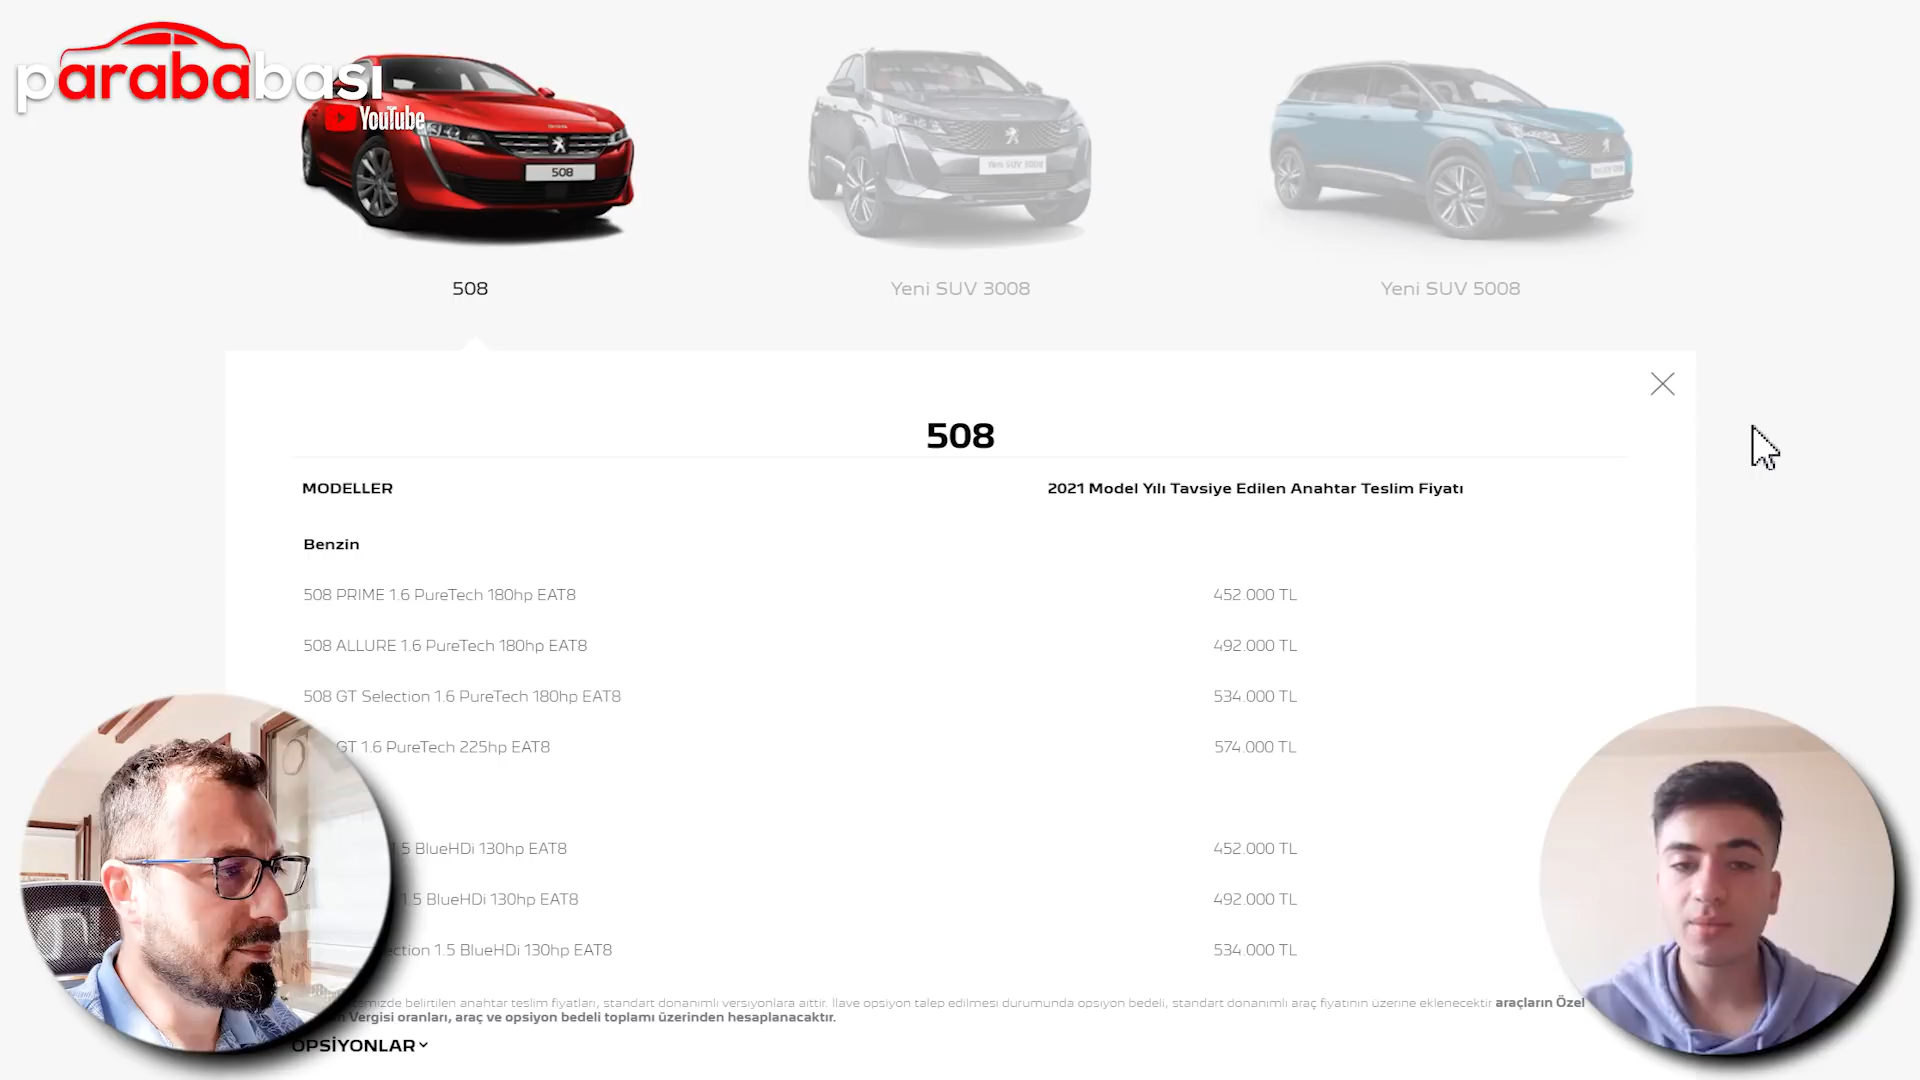 parababası
YouTube
508
Yeni SUV 3008
508
Yeni SUV 3008
Yeni SUV 5008
508
MODELLER
2021 Model Yılı Tavsiye Edilen Anahtar Teslim Fiyatı
Benzin
508 PRIME 1.6 PureTech 180hp EAT8
452.000 TL
508 ALLURE 1.6 PureTech 180hp EAT8
492.000 TL
508 GT Selection 1.6 PureTech 180hp EAT8
534.000 TL
GT 1.6 PureTech 225hp EAT8
574.000 TL
1.5 BlueHDi 130hp EAT8
452.000 TL
1.5 BlueHDi 130hp EAT8
492.000 TL
1.5 BlueHDi 130hp EAT8
534.000 TL
belirtilen anahtar teslim fiyatları, standart donanımlı versiyonlara aittir. İlave opsiyon talep edilmesi durumunda opsiyon bedeli, standart donanımlı araç fiyatının üzerine eklenecektir araçların Özel
Vergisi oranları, araç ve opsiyon bedeli toplamı üzerinden hesaplanacaktır.
OPSİYONLAR